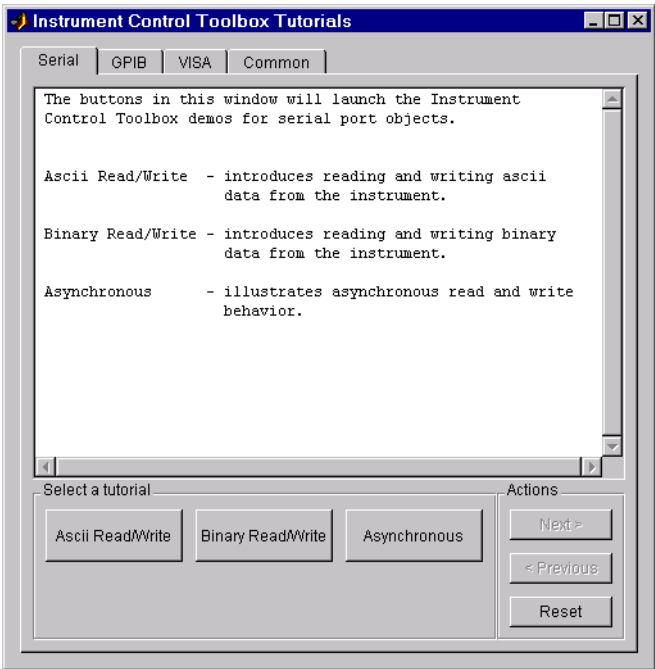 Instrument Control Toolbox Tutorials
Serial GPIB VISA Common
The buttons in this window will launch the Instrument
Control Toolbox demos for serial port objects.
Ascii Read/Write - introduces reading and writing ascii
data from the instrument.
Binary Read/Write - introduces reading and writing binary
data from the instrument.
Asynchronous - illustrates asynchronous read and write
behavior.
Select a tutorial
Actions
Ascii Read/Write Binary Read/Write Asynchronous
Next >
< Previous
Reset